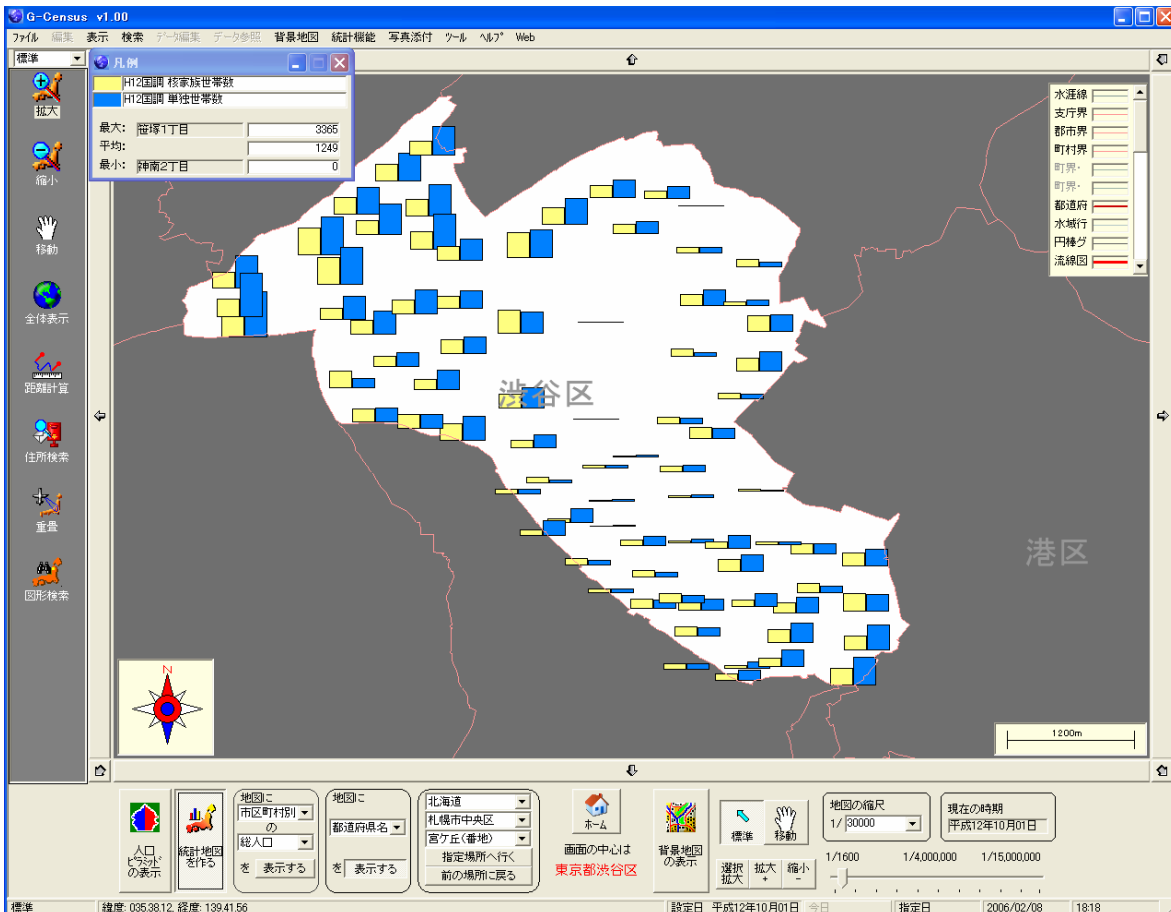 G-Census v1.00
ファイル 編集 表示 検索 データ編集 データ参照 背景地図 統計機能 写真添付 ツール ヘルプ Web
標準
凡例
H12国調 核家族世帯数
H12国調 単独世帯数
最大: 笹塚1丁目 3365
平均: 1249
最小: 神南2丁目 0
拡大
縮小
移動
全体表示
距離計算
住所検索
重畳
図形検索
水涯線
支庁界
郡市界
町村界
町界・
町界・
都道府
水域行
円棒グ
流線図
渋谷区
港区
N
1200m
人口
ピラミッド
の表示
統計地図
を作る
地図に
市区町村別
の
総人口
を 表示する
地図に
都道府県名
を 表示する
北海道
札幌市中央区
宮ケ丘(番地)
指定場所へ行く
前の場所に戻る
ホーム
画面の中心は
東京都渋谷区
背景地図
の表示
標準
移動
選択
拡大
拡大
+
縮小
-
地図の縮尺
1/ 30000
現在の時期
平成12年10月01日
1/1600 1/4,000,000 1/15,000,000
標準 緯度: 035.38.12, 経度: 139.41.56 設定日 平成12年10月01日 今日 指定日 2006/02/08 18:18